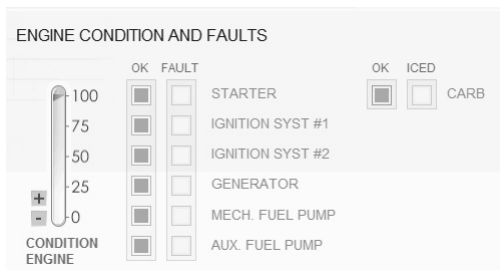 ENGINE CONDITION AND FAULTS
OK FAULT OK ICED
100 STARTER CARB
75 IGNITION SYST #1
50 IGNITION SYST #2
25 GENERATOR
+
- 0 MECH. FUEL PUMP
CONDITION AUX. FUEL PUMP
ENGINE